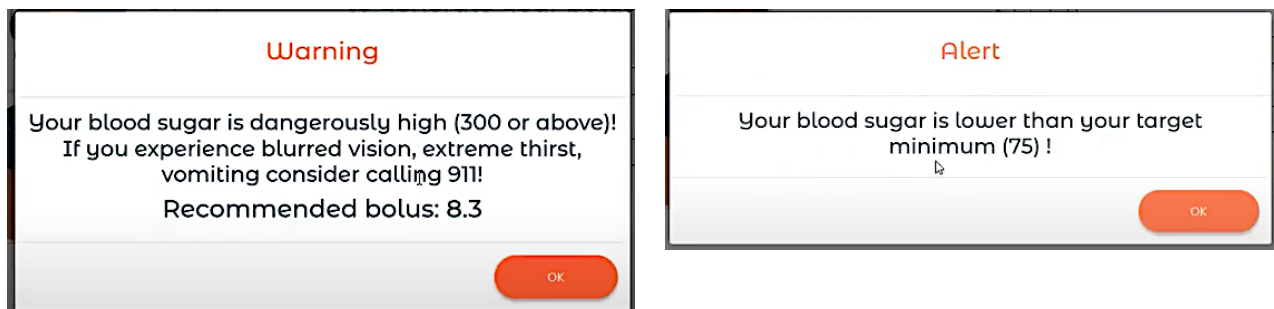 Warning
Your blood sugar is dangerously high (300 or above)!
If you experience blurred vision, extreme thirst,
vomiting consider calling 911!
Recommended bolus: 8.3
OK
Alert
Your blood sugar is lower than your target
minimum (75) !
OK